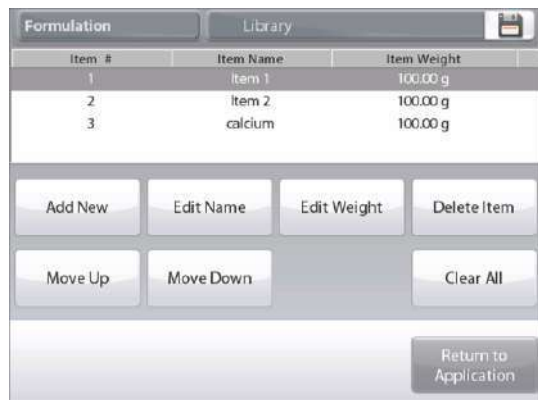 Formulation Library
Item # Item Name Item Weight
1 Item 1 100.00 g
2 Item 2 100.00 g
3 calcium 100.00 g
Add New Edit Name Edit Weight Delete Item
Move Up Move Down Clear All
Return to
Application